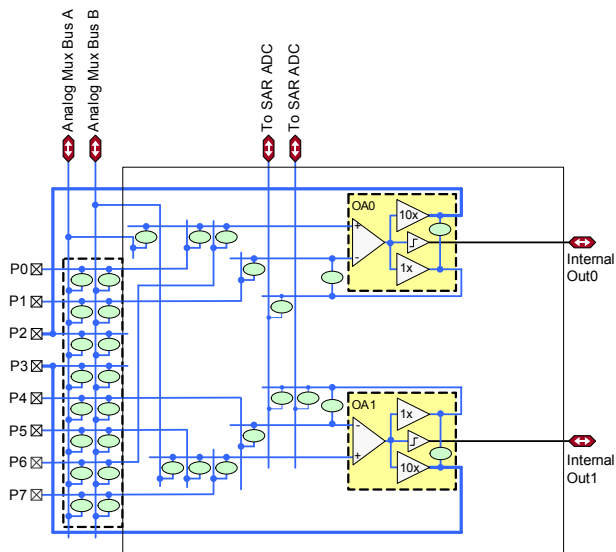 Analog Mux Bus A
Analog Mux Bus B
To SAR ADC
To SAR ADC
OA0
10x
+
-
1x
Internal
Out0
P0
P1
P2
P3
P4
P5
P6
P7
OA1
1x
-
+
10x
Internal
Out1